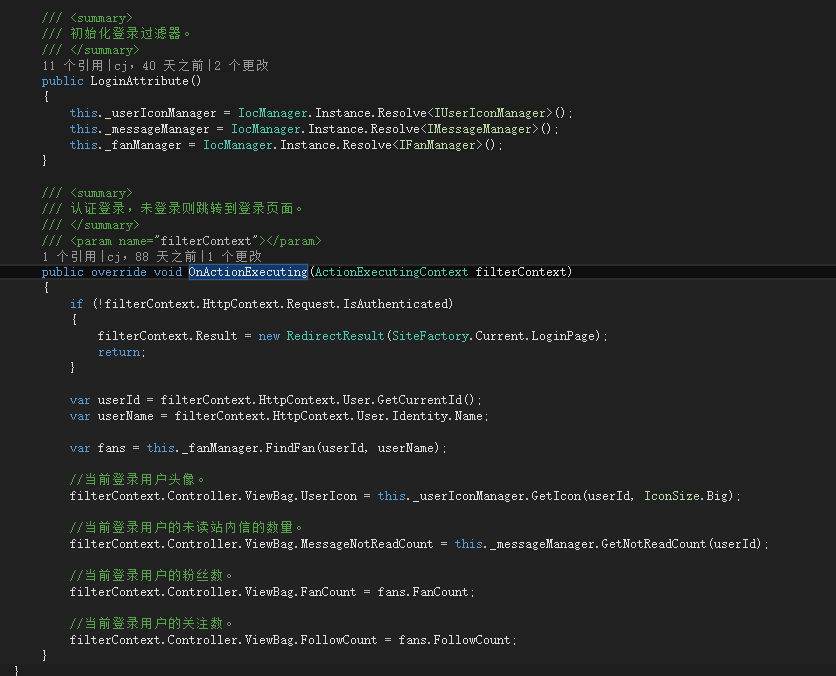 /// <summary>
/// 初始化登录过滤器。
/// </summary>
11 个引用|cj，40 天之前|2 个更改
public LoginAttribute()
{
this._userIconManager = IocManager.Instance.Resolve<IUserIconManager>();
this._messageManager = IocManager.Instance.Resolve<IMessageManager>();
this._fanManager = IocManager.Instance.Resolve<IFanManager>();
}
/// <summary>
/// 认证登录，未登录则跳转到登录页面。
/// </summary>
/// <param name="filterContext"></param>
1 个引用|cj，88 天之前|1 个更改
public override void OnActionExecuting(ActionExecutingContext filterContext)
{
if (!filterContext.HttpContext.Request.IsAuthenticated)
{
filterContext.Result = new RedirectResult(SiteFactory.Current.LoginPage);
return;
}
var userId = filterContext.HttpContext.User.GetCurrentId();
var userName = filterContext.HttpContext.User.Identity.Name;
var fans = this._fanManager.FindFan(userId, userName);
//当前登录用户头像。
filterContext.Controller.ViewBag.UserIcon = this._userIconManager.GetIcon(userId, IconSize.Big);
//当前登录用户的未读站内信的数量。
filterContext.Controller.ViewBag.MessageNotReadCount = this._messageManager.GetNotReadCount(userId);
//当前登录用户的粉丝数。
filterContext.Controller.ViewBag.FanCount = fans.FanCount;
//当前登录用户的关注数。
filterContext.Controller.ViewBag.FollowCount = fans.FollowCount;
}
}